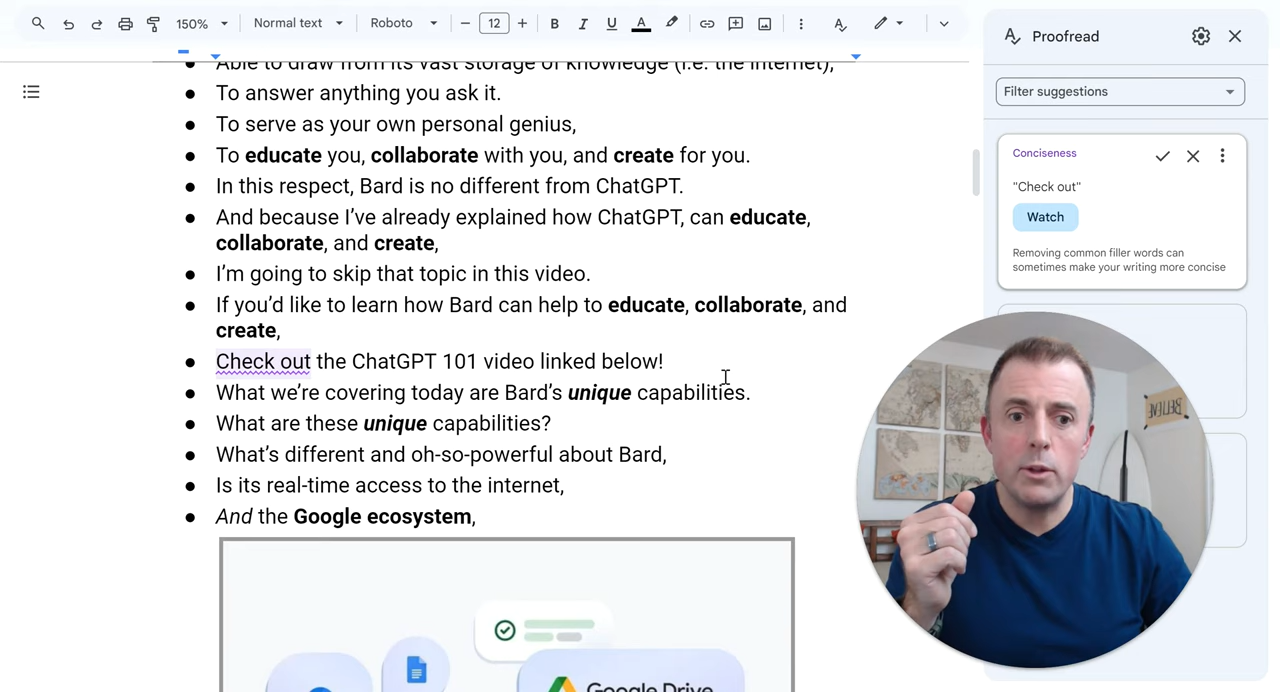 150% Normal text Roboto 12 B I U A
Proofread
Able to draw from its vast storage of knowledge (i.e. the internet),
To answer anything you ask it.
To serve as your own personal genius,
To educate you, collaborate with you, and create for you.
In this respect, Bard is no different from ChatGPT.
And because I’ve already explained how ChatGPT, can educate,
collaborate, and create,
I’m going to skip that topic in this video.
If you’d like to learn how Bard can help to educate, collaborate, and
create,
Check out the ChatGPT 101 video linked below!
What we’re covering today are Bard’s unique capabilities.
What are these unique capabilities?
What’s different and oh-so-powerful about Bard,
Is its real-time access to the internet,
And the Google ecosystem,
Google Drive
Filter suggestions
Conciseness
"Check out"
Watch
Removing common filler words can
sometimes make your writing more concise
BELIEVE